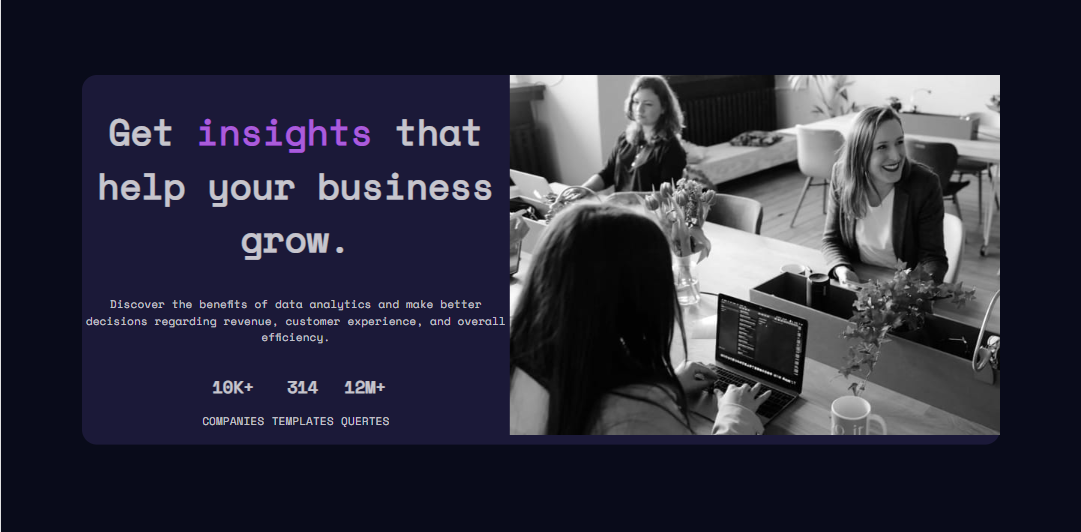 Get insights that
help your business
grow.
Discover the benefits of data analytics and make better
decisions regarding revenue, customer experience, and overall
efficiency.
10K+ 314 12M+
COMPANIES TEMPLATES QUERTES